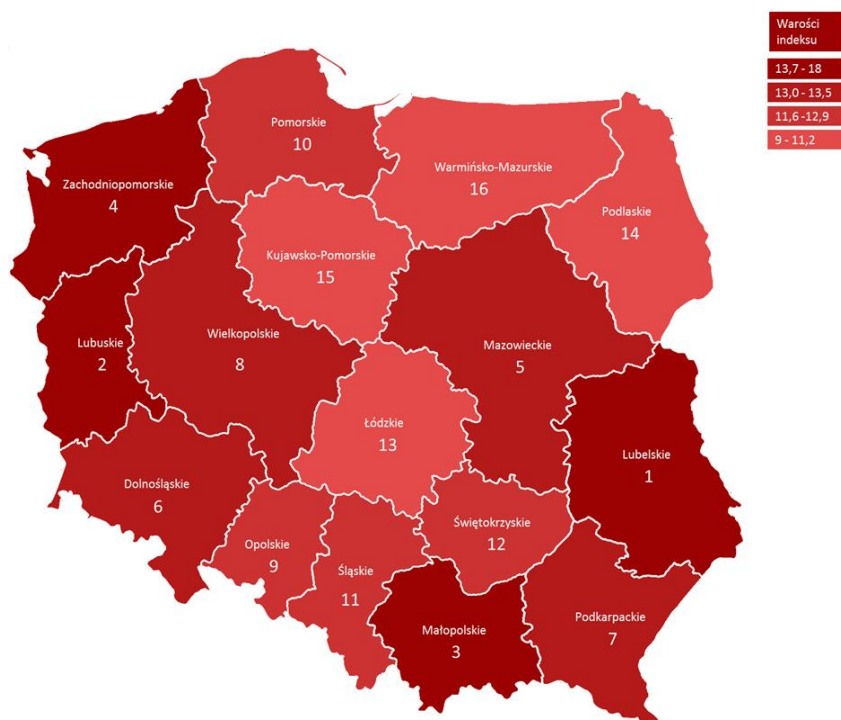 Warości
indeksu
13,7 - 18
13,0 - 13,5
11,6 -12,9
9 - 11,2
Pomorskie
10
Warmińsko-Mazurskie
16
Zachodniopomorskie
4
Podlaskie
14
Kujawsko-Pomorskie
15
Wielkopolskie
8
Lubuskie
2
Mazowieckie
5
Łódzkie
13
Lubelskie
1
Dolnośląskie
6
Świętokrzyskie
12
Opolskie
9
Śląskie
11
Podkarpackie
7
Małopolskie
3